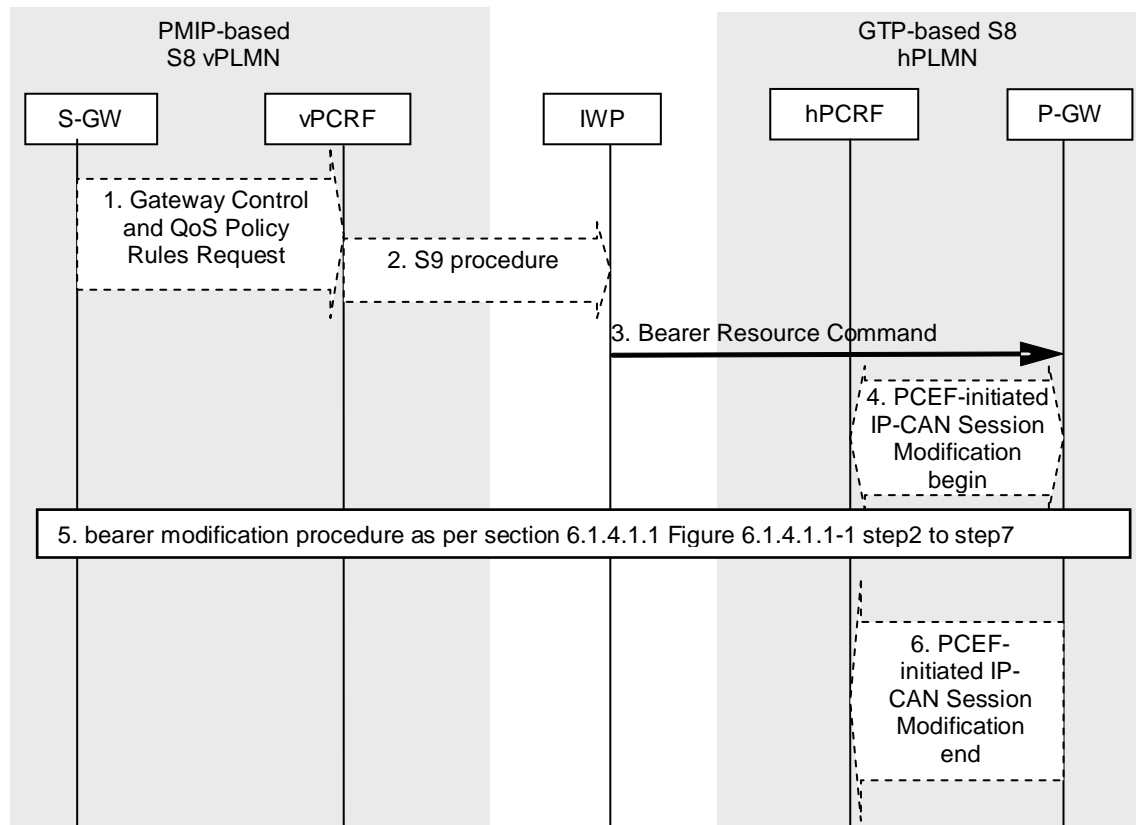 PMIP-based
S8 vPLMN
GTP-based S8
hPLMN
S-GW
vPCRF
IWP
hPCRF
P-GW
1. Gateway Control
and QoS Policy
Rules Request
2. S9 procedure
3. Bearer Resource Command
4. PCEF-initiated
IP-CAN Session
Modification
begin
5. bearer modification procedure as per section 6.1.4.1.1 Figure 6.1.4.1.1-1 step2 to step7
6. PCEF-
initiated IP-
CAN Session
Modification
end